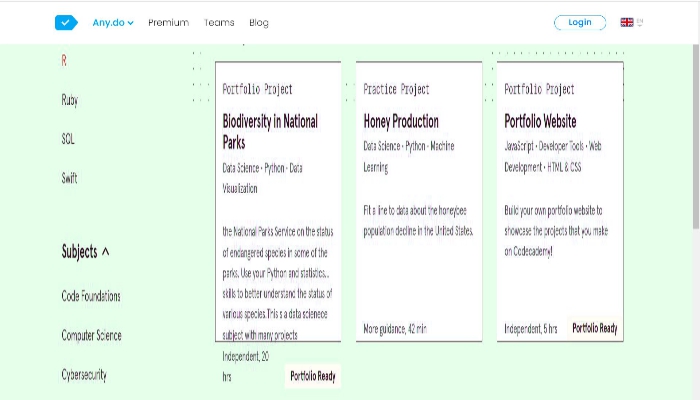 Any.do
Premium
Teams
Blog
Login
EN
R
Ruby
SQL
Swift
Subjects
Code Foundations
Computer Science
Cybersecurity
Portfolio Project
Biodiversity in National
Parks
Data Science • Python • Data
Visualization
the National Parks Service on the status
of endangered species in some of the
parks. Use your Python and statistics...
skills to better understand the status of
various species.This s a data scienece
subject with many projects
Independent, 20
hrs
Portfolio Ready
Practice Project
Honey Production
Data Science • Python • Machine
Learning
Fit a line to data about the honeybee
population decline in the United States.
More guidance, 42 min
Portfolio Project
Portfolio Website
JavaScript • Developer Tools • Web
Development • HTML & CSS
Build your own portfolio website to
showcase the projects that you make
on Codecademy!
Independent, 5 hrs
Portfolio Ready